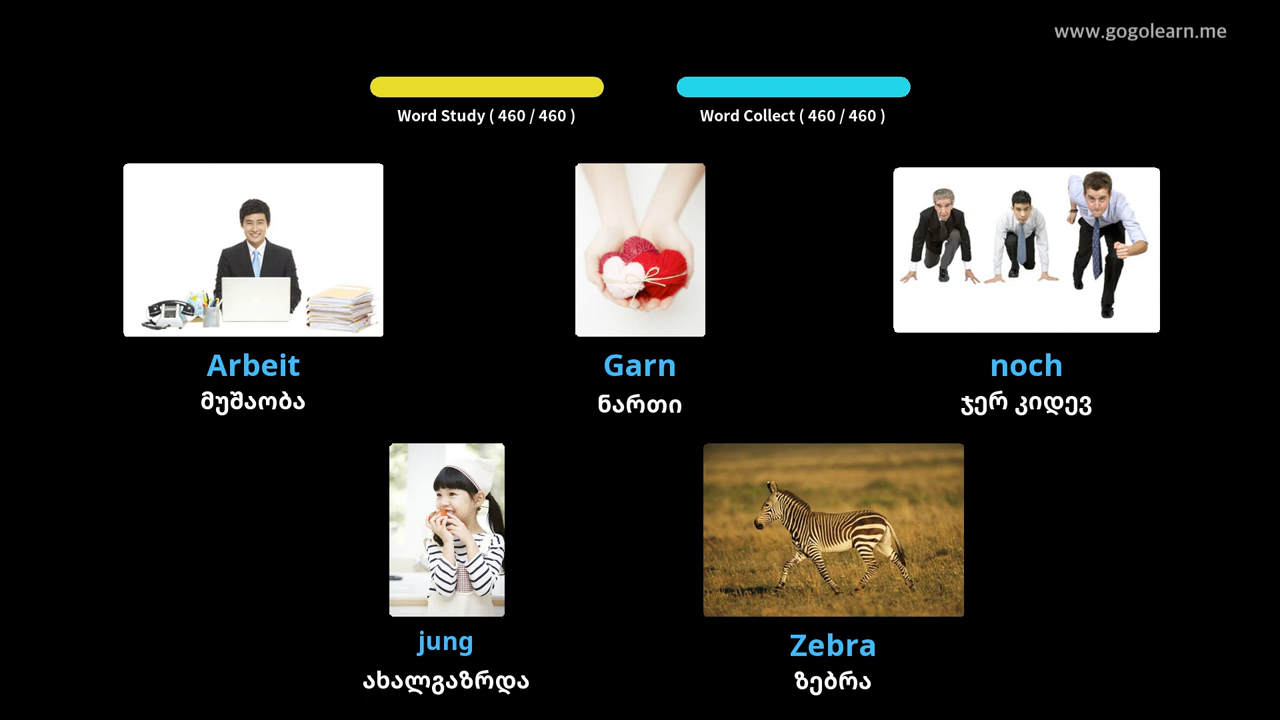 www.gogolearn.me
Word Study ( 460 / 460 )
Word Collect ( 460 / 460 )
Arbeit
მუშაობა
Garn
ნართი
noch
ჯერ კიდევ
jung
ახალგაზრდა
Zebra
ზებრა